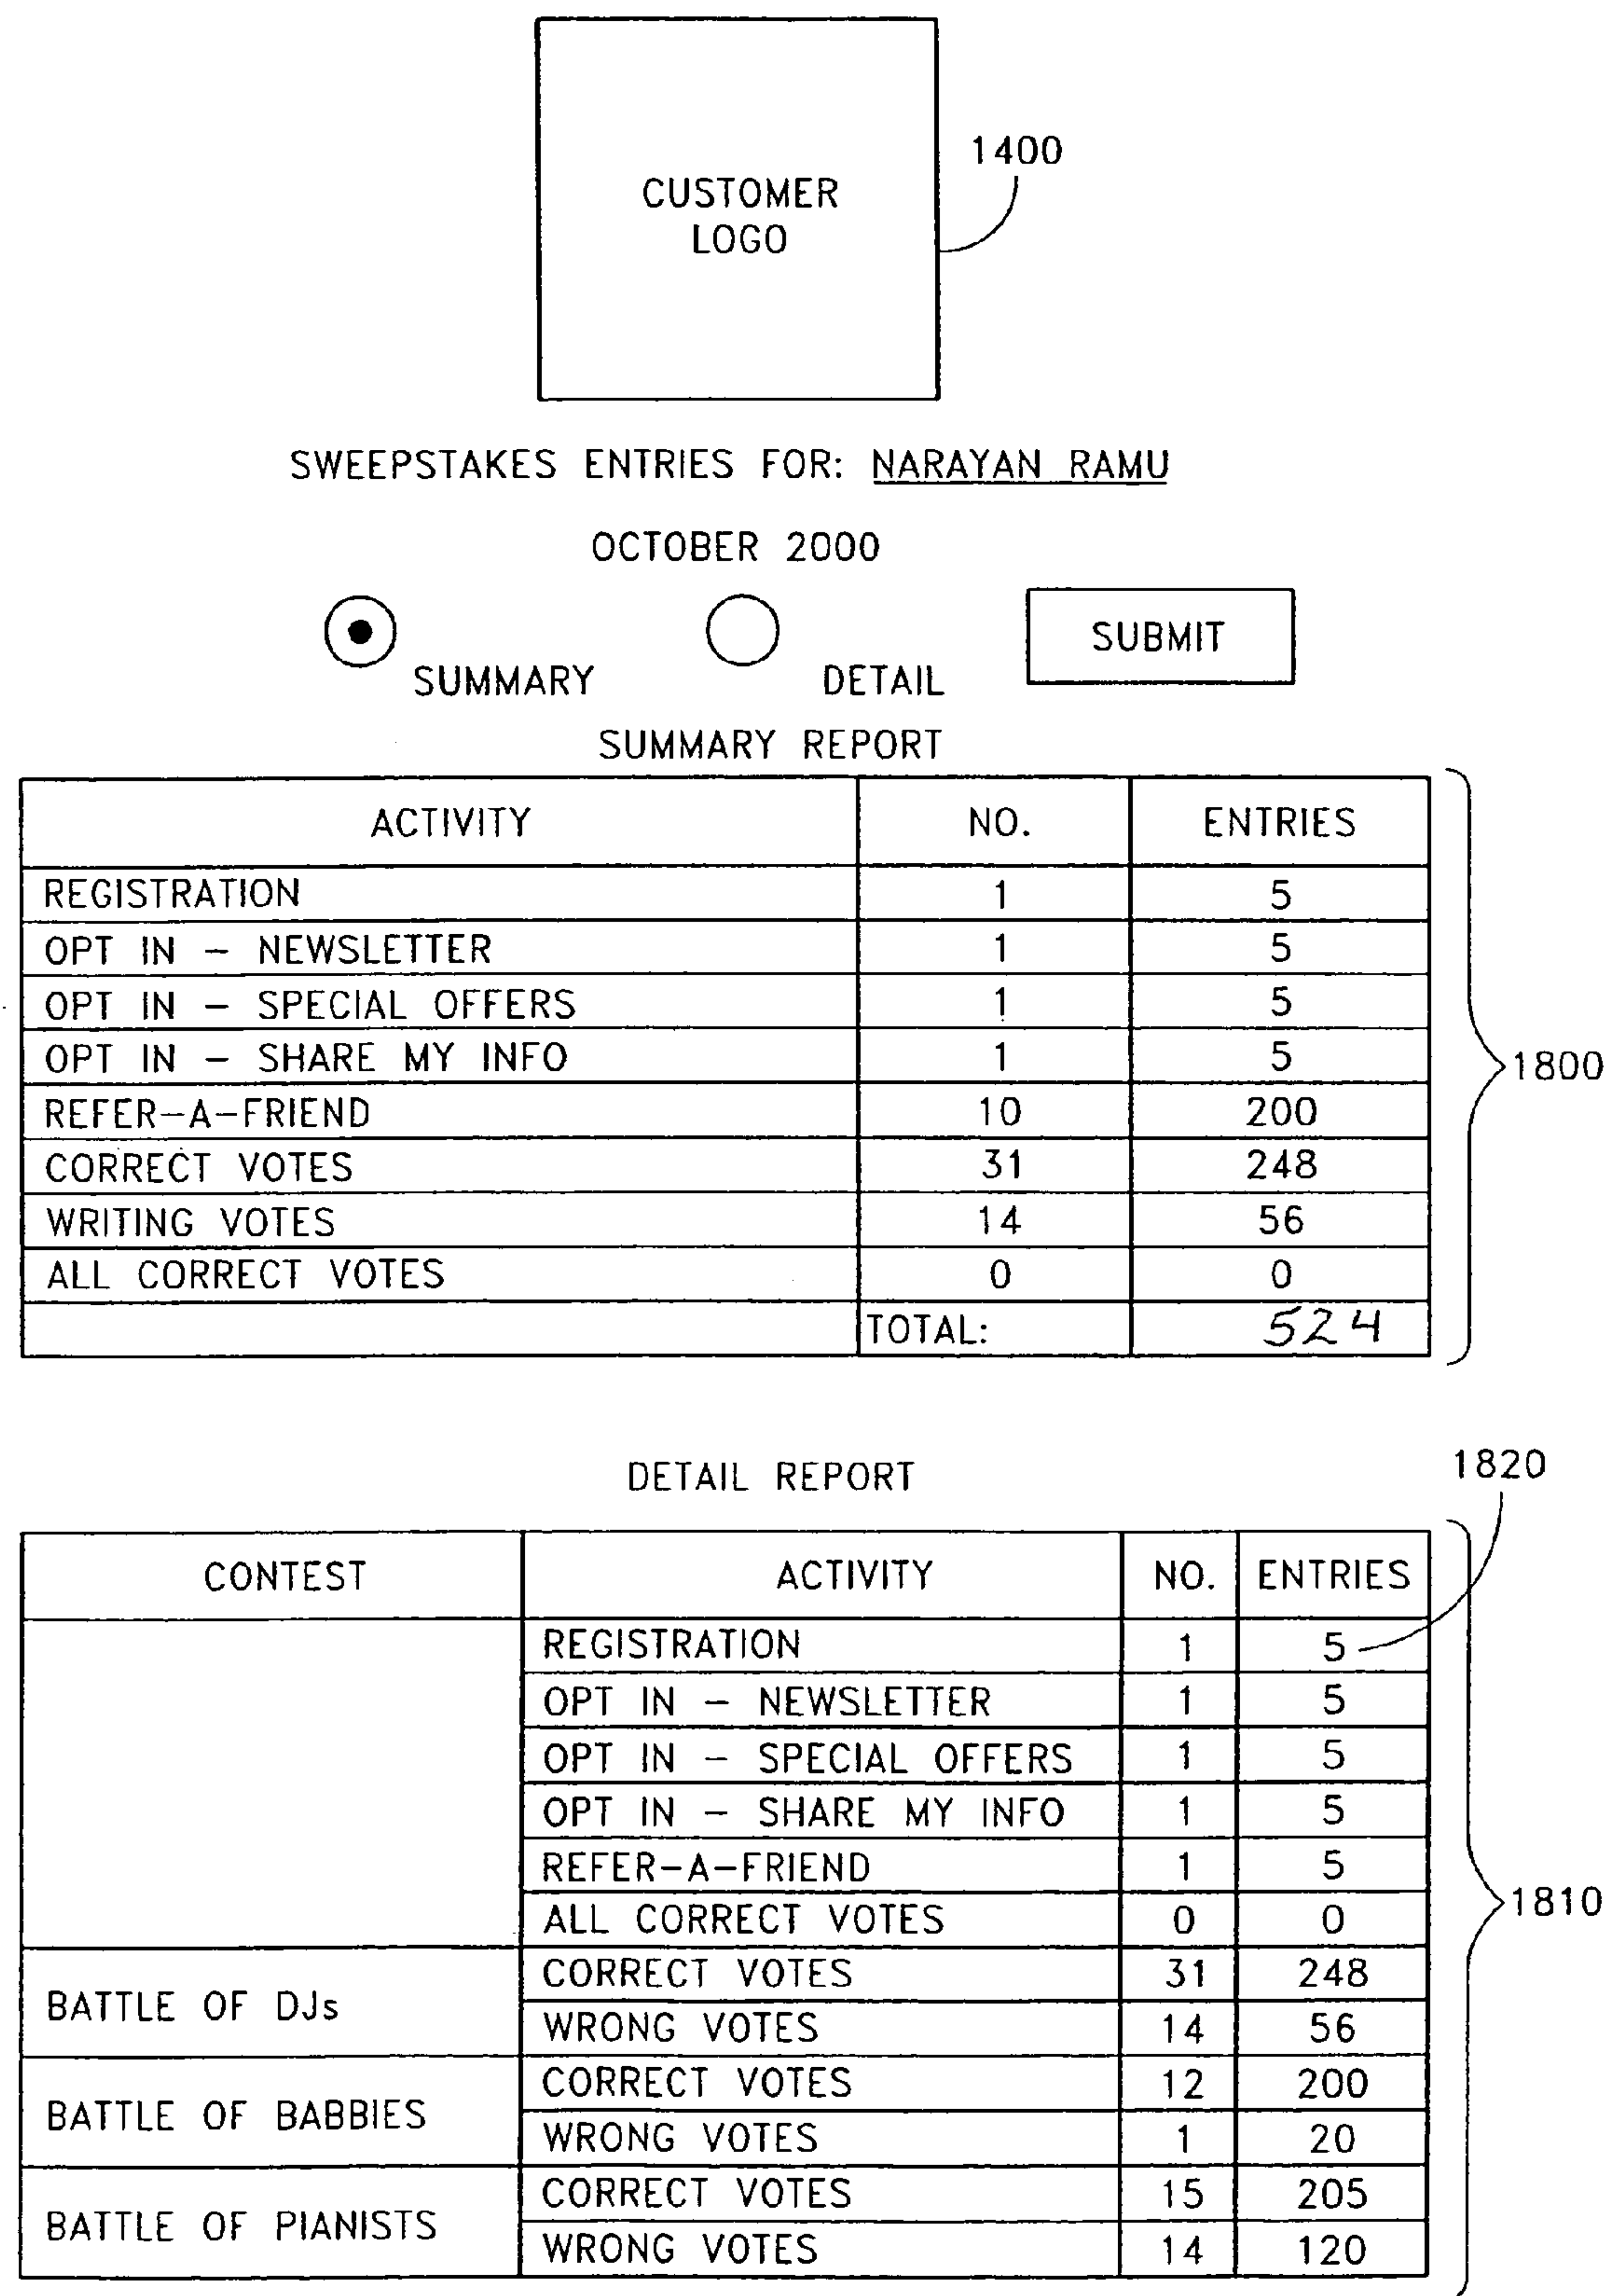 CUSTOMER
LOGO
1400
SWEEPSTAKES ENTRIES FOR: NARAYAN RAMU
OCTOBER 2000
SUMMARY DETAIL SUBMIT
SUMMARY REPORT
ACTIVITY NO. ENTRIES
REGISTRATION 1 5
OPT IN – NEWSLETTER 1 5
OPT IN – SPECIAL OFFERS 1 5
OPT IN – SHARE MY INFO 1 5
1800
REFER–A–FRIEND 10 200
CORRECT VOTES 31 248
WRITING VOTES 14 56
ALL CORRECT VOTES 0 0
TOTAL: 524
DETAIL REPORT
1820
CONTEST ACTIVITY NO. ENTRIES
REGISTRATION 1 5
OPT IN – NEWSLETTER 1 5
OPT IN – SPECIAL OFFERS 1 5
OPT IN – SHARE MY INFO 1 5
REFER–A–FRIEND 1 5
1810
ALL CORRECT VOTES 0 0
BATTLE OF DJs
CORRECT VOTES 31 248
WRONG VOTES 14 56
BATTLE OF BABBIES
CORRECT VOTES 12 200
WRONG VOTES 1 20
BATTLE OF PIANISTS
CORRECT VOTES 15 205
WRONG VOTES 14 120